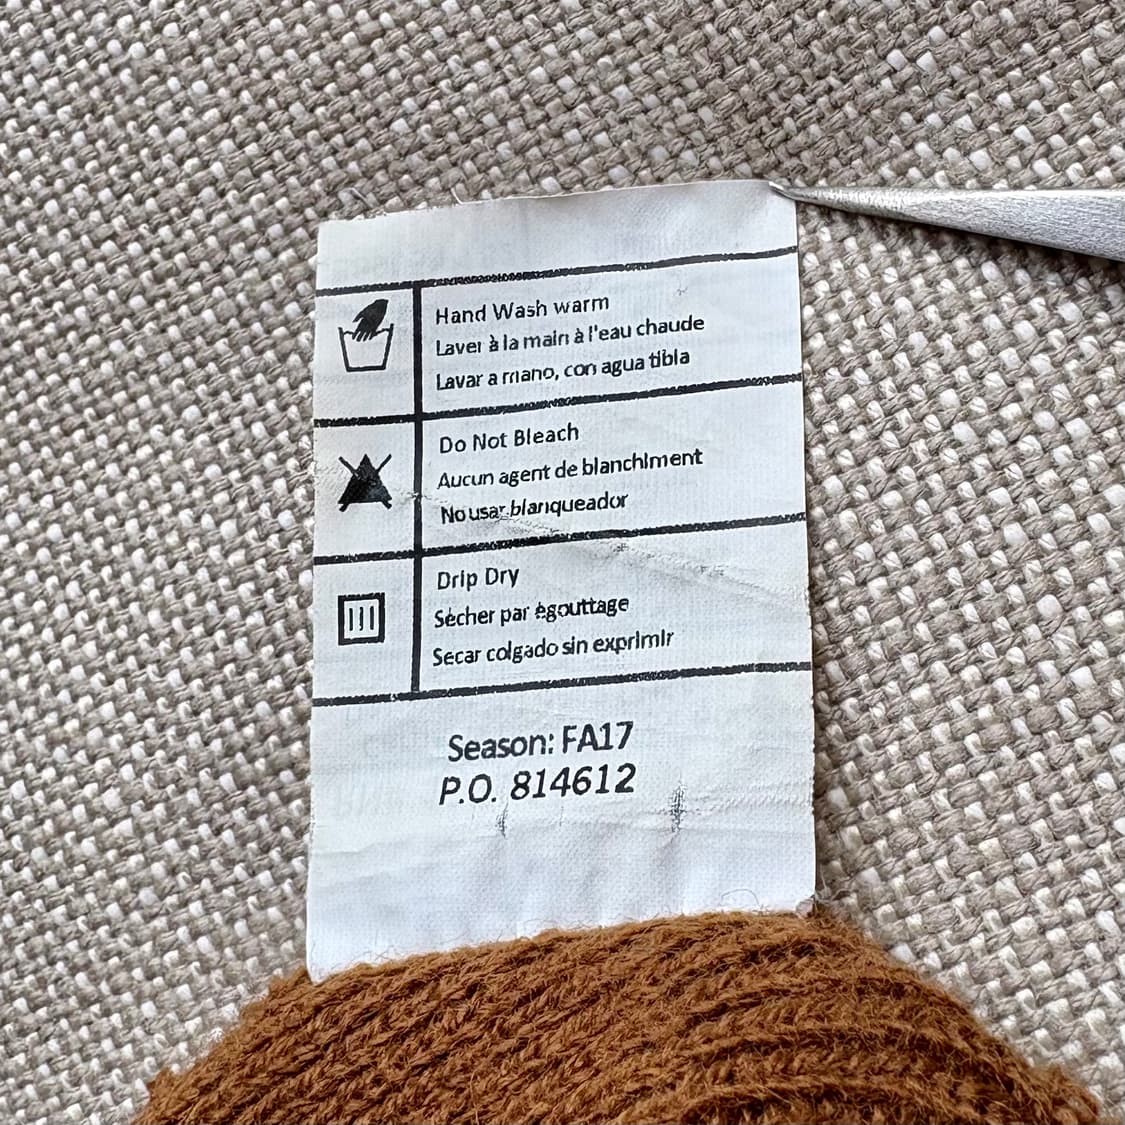 Hand Wash warm
Laver à la main à l'eau chaude
Lavar a mano, con agua tibia
Do Not Bleach
Aucun agent de blanchiment
No usar blanqueador
Drip Dry
Sécher par égouttage
Secar colgado sin exprimir
Season: FA17
P.O. 814612